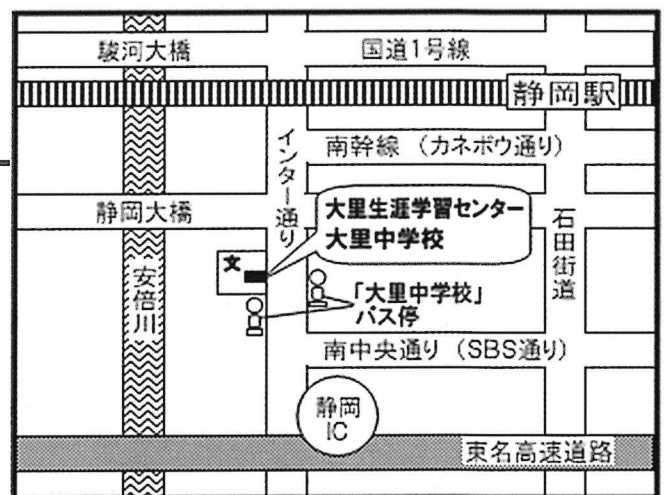 駿河大橋
国道1号線
静岡駅
インター通り
南幹線 (カネボウ通り)
静岡大橋
大里生涯学習センター
大里中学校
石田街道
文
安倍川
「大里中学校」
バス停
南中央通り (SBS通り)
静岡
IC
東名高速道路